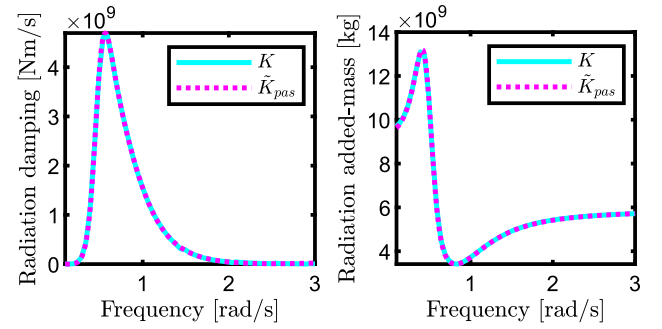 ×10⁹
Radiation damping [Nm/s]
4
3
2
1
0
K
K̃pas
1
2
3
Frequency [rad/s]
×10⁹
Radiation added-mass [kg]
14
12
10
8
6
4
K
K̃pas
1
2
3
Frequency [rad/s]